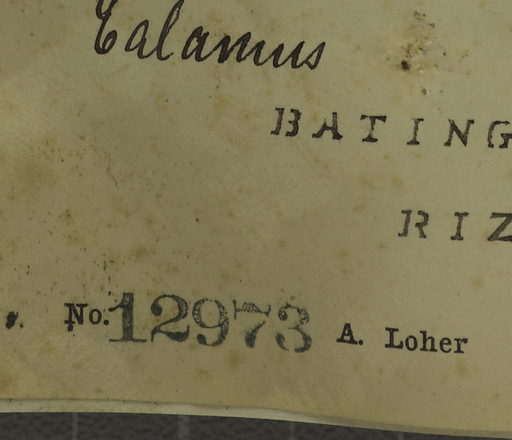 Calamus
BATING
RIZ
No. 12973 A. Loher